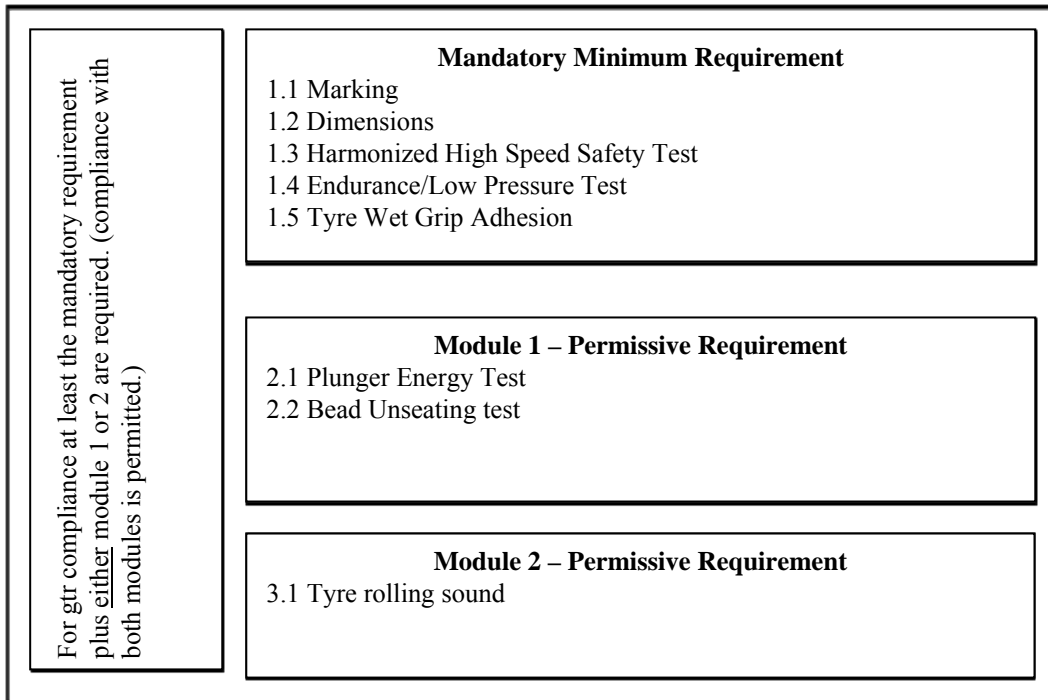 For gtr compliance at least the mandatory requirement
plus either module 1 or 2 are required. (compliance with
both modules is permitted.)
Mandatory Minimum Requirement
1.1 Marking
1.2 Dimensions
1.3 Harmonized High Speed Safety Test
1.4 Endurance/Low Pressure Test
1.5 Tyre Wet Grip Adhesion
Module 1 – Permissive Requirement
2.1 Plunger Energy Test
2.2 Bead Unseating test
Module 2 – Permissive Requirement
3.1 Tyre rolling sound